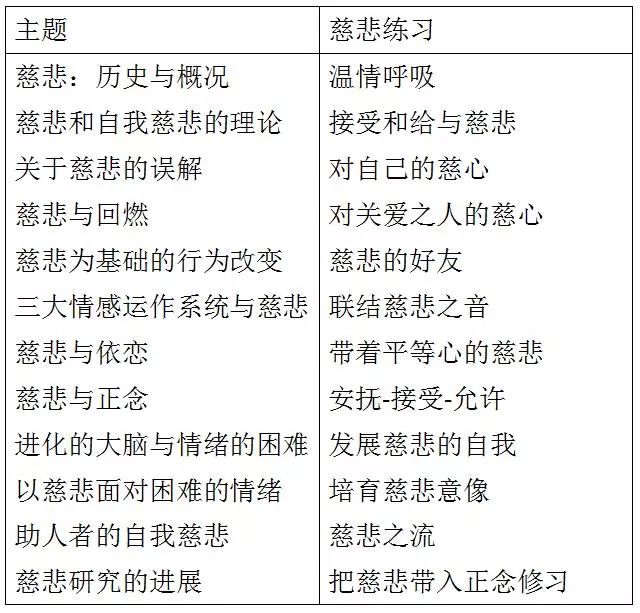 主题 慈悲练习
慈悲：历史与概况 温情呼吸
慈悲和自我慈悲的理论 接受和给与慈悲
关于慈悲的误解 对自己的慈心
慈悲与回燃 对关爱之人的慈心
慈悲为基础的行为改变 慈悲的好友
三大情感运作系统与慈悲 联结慈悲之音
慈悲与依恋 带着平等心的慈悲
慈悲与正念 安抚-接受-允许
进化的大脑与情绪的困难 发展慈悲的自我
以慈悲面对困难的情绪 培育慈悲意像
助人者的自我慈悲 慈悲之流
慈悲研究的进展 把慈悲带入正念修习